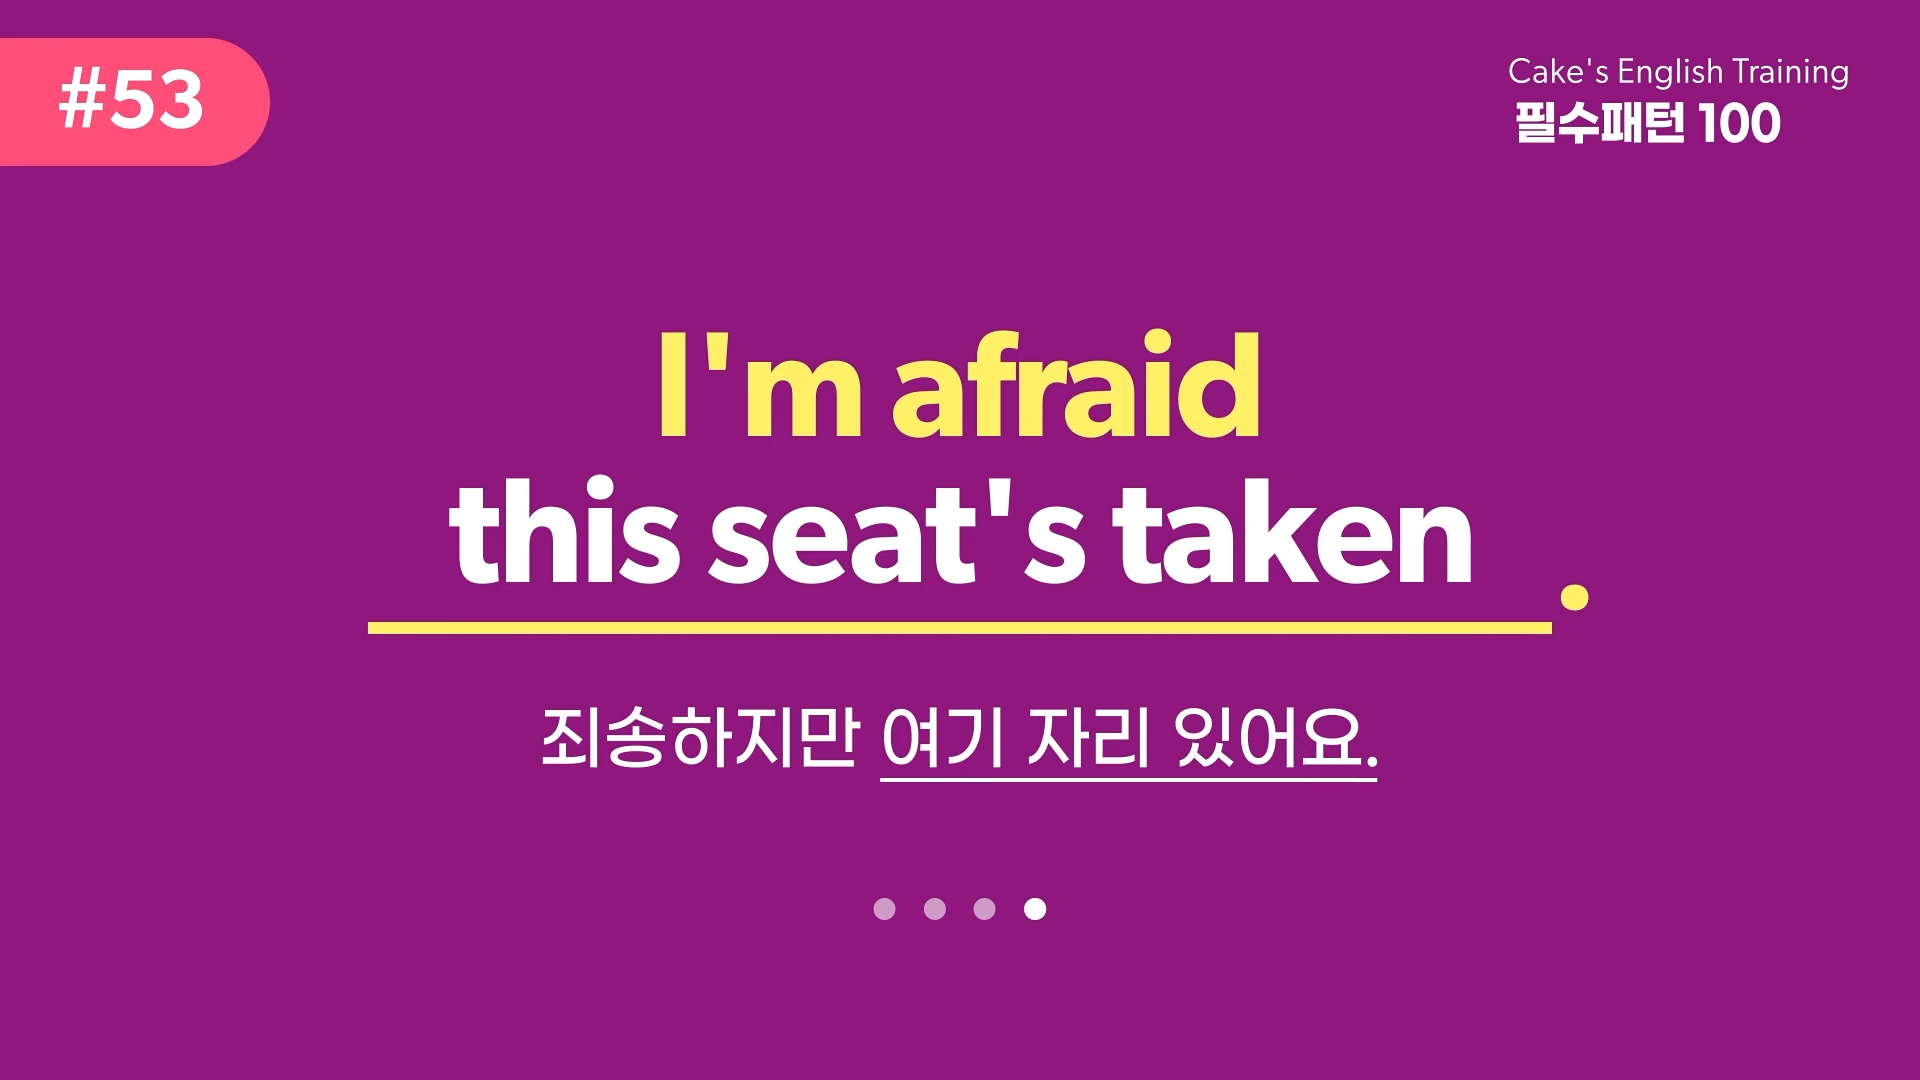 #53
Cake's English Training
필수패턴 100
I'm afraid
this seat's taken.
죄송하지만 여기 자리 있어요.